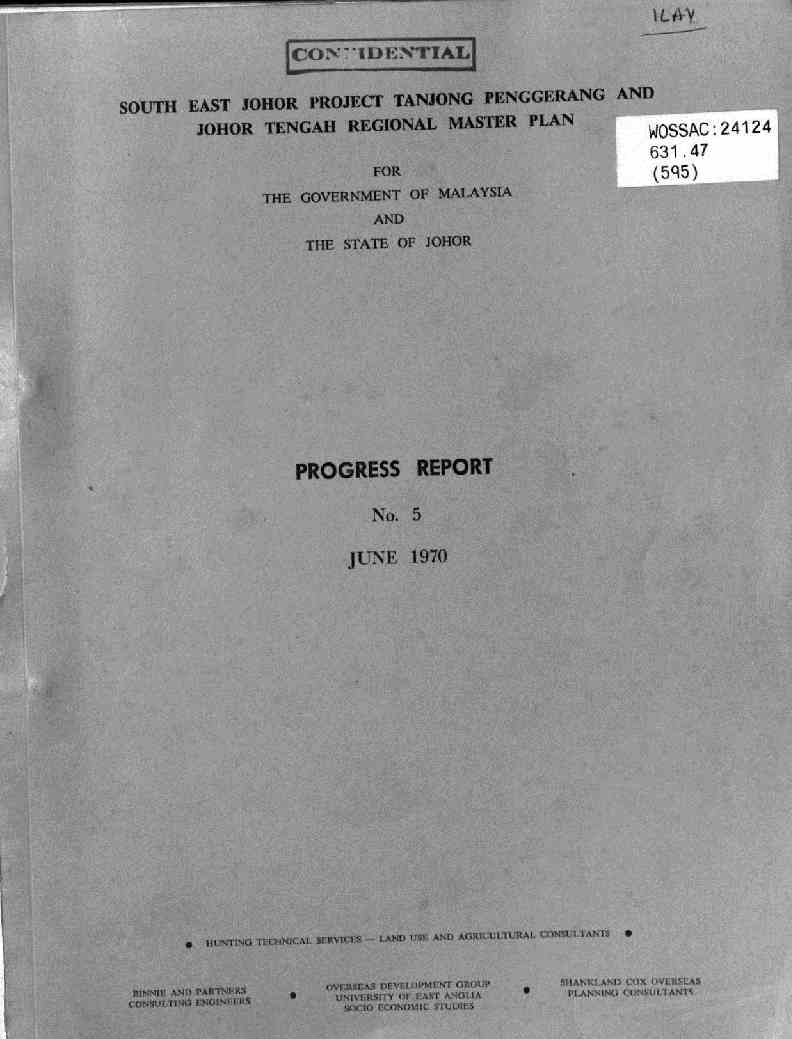 ILAY
CONFIDENTIAL
SOUTH EAST JOHOR PROJECT TANJONG PENGGERANG AND
JOHOR TENGAH REGIONAL MASTER PLAN
WOSSAC:24124
631.47
(595)
FOR
THE GOVERNMENT OF MALAYSIA
AND
THE STATE OF JOHOR
PROGRESS REPORT
No. 5
JUNE 1970
● HUNTING TECHNICAL SERVICES — LAND USE AND AGRICULTURAL CONSULTANTS ●
BINNIE AND PARTNERS
CONSULTING ENGINEERS
●
OVERSEAS DEVELOPMENT GROUP
UNIVERSITY OF EAST ANGLIA
SOCIO ECONOMIC STUDIES
●
SHANKLAND COX OVERSEAS
PLANNING CONSULTANTS